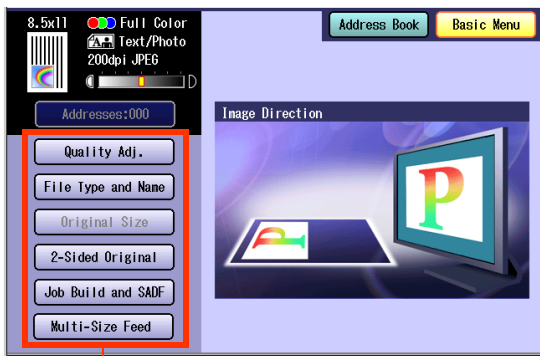 8.5x11
Full Color
Text/Photo
200dpi JPEG
Addresses:000
Address Book
Basic Menu
Quality Adj.
File Type and Name
Original Size
2-Sided Original
Job Build and SADF
Multi-Size Feed
Image Direction
P
P